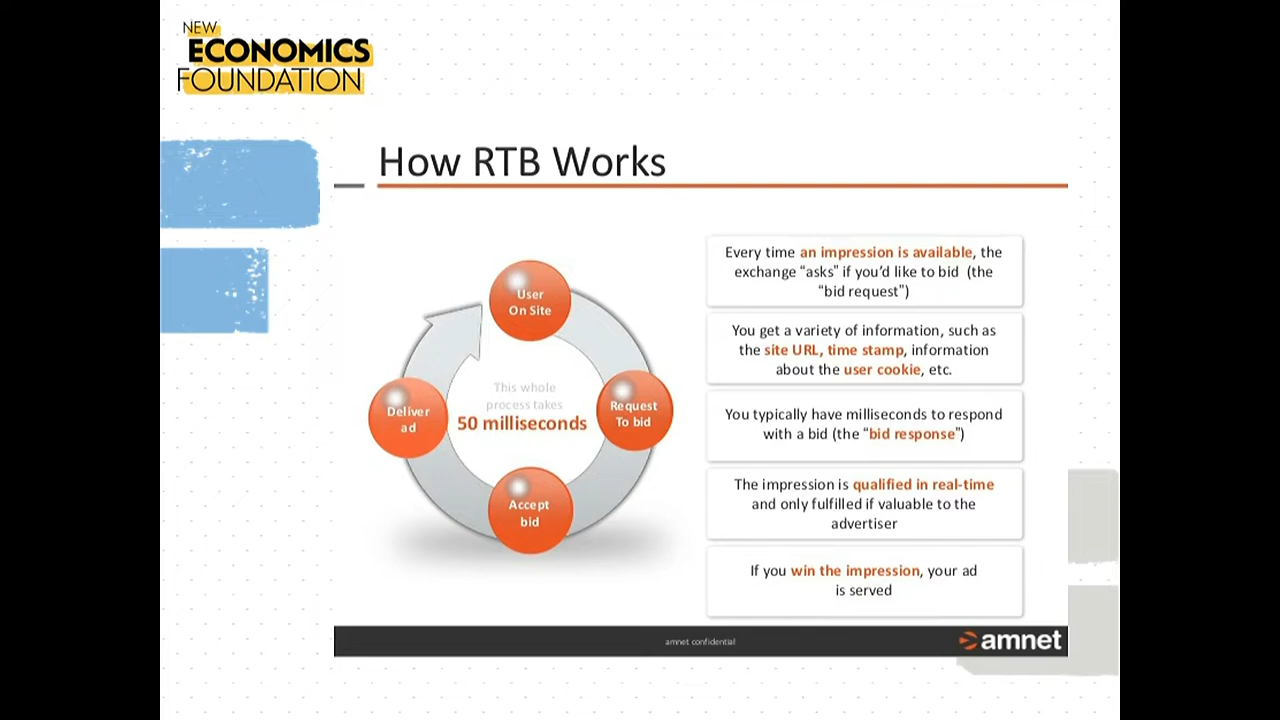 NEW
ECONOMICS
FOUNDATION
How RTB Works
User
On Site
Request
To bid
Accept
bid
Deliver
ad
This whole
process takes
50 milliseconds
Every time an impression is available, the
exchange “asks” if you’d like to bid (the
“bid request”)
You get a variety of information, such as
the site URL, time stamp, information
about the user cookie, etc.
You typically have milliseconds to respond
with a bid (the “bid response”)
The impression is qualified in real-time
and only fulfilled if valuable to the
advertiser
If you win the impression, your ad
is served
amnet confidential
amnet